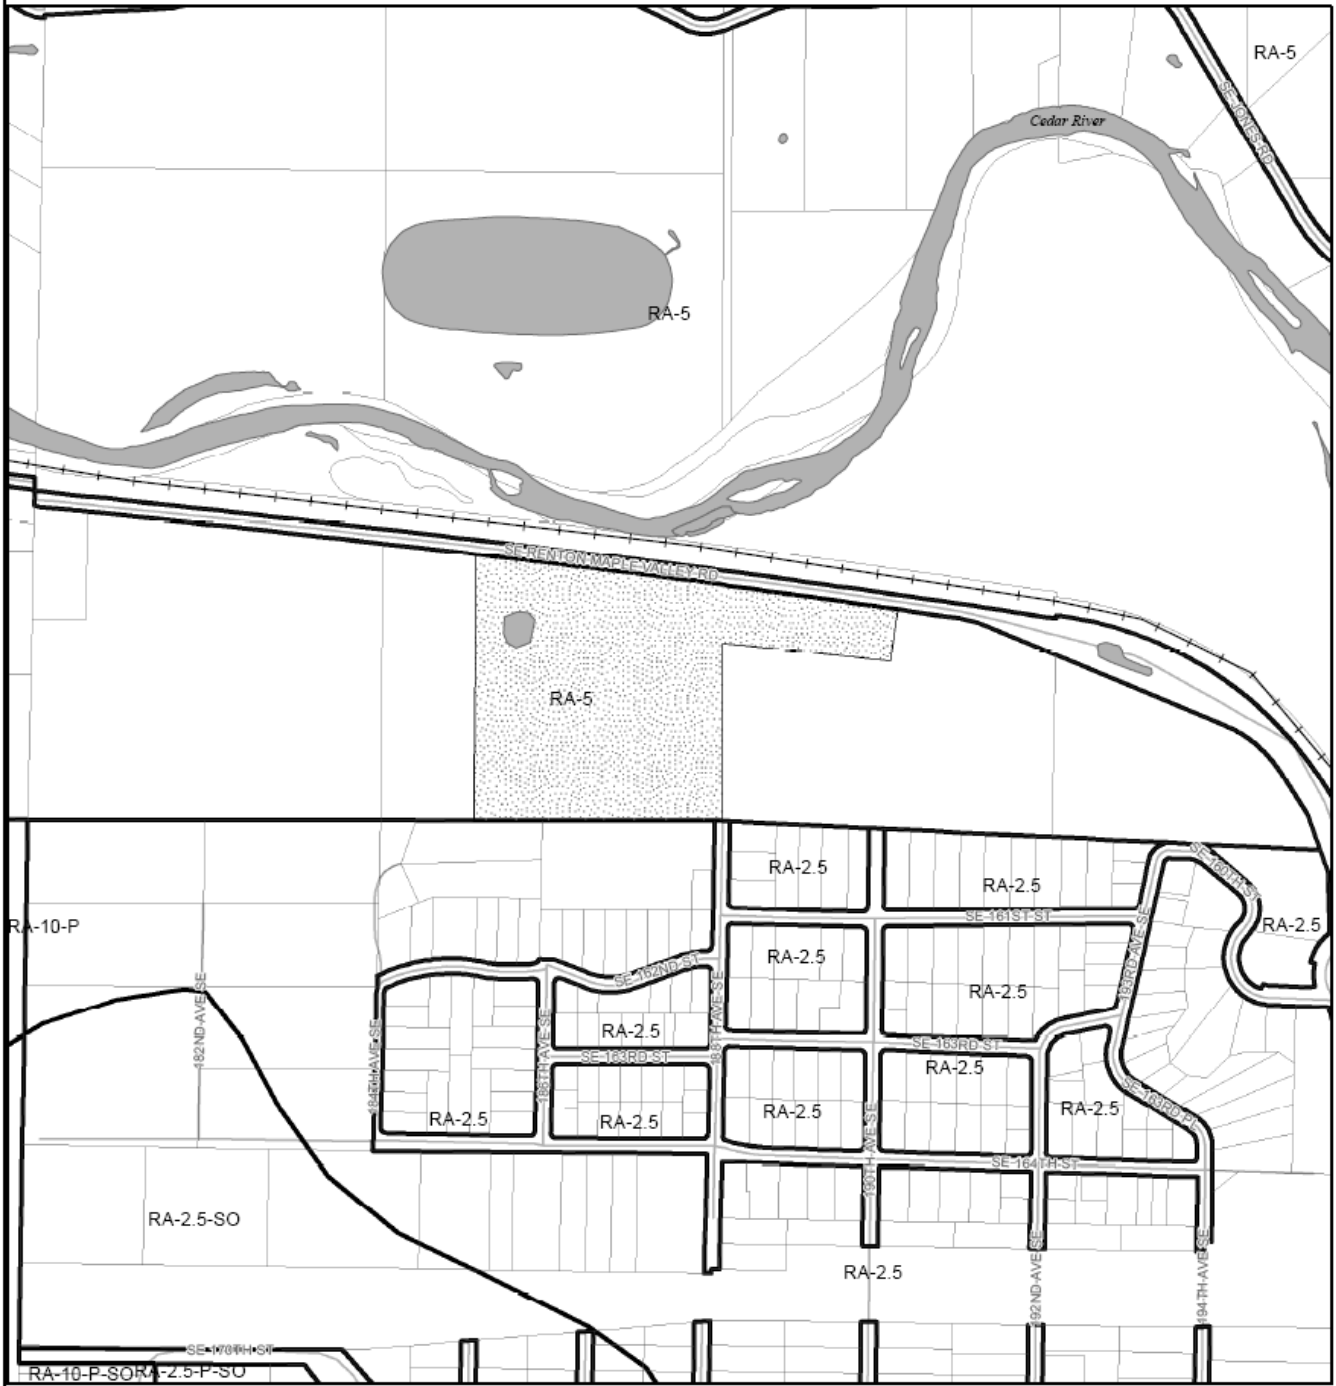 RA-5
Cedar River
SE JONES RD
RA-5
SE RENTON MAPLE VALLEY RD
RA-5
RA-2.5
RA-2.5
SE 160TH ST
RA-10-P
SE 161ST ST
RA-2.5
RA-2.5
SE 162ND ST
193RD AVE SE
RA-2.5
182ND AVE SE
188TH AVE SE
RA-2.5
184TH AVE SE
186TH AVE SE
SE 163RD ST
SE 163RD ST
RA-2.5
RA-2.5
RA-2.5
RA-2.5
RA-2.5
SE 163RD PL
190TH AVE SE
SE 164TH ST
RA-2.5-SO
RA-2.5
192ND AVE SE
194TH AVE SE
SE 170TH ST
RA-10-P-SO
RA-2.5-P-SO